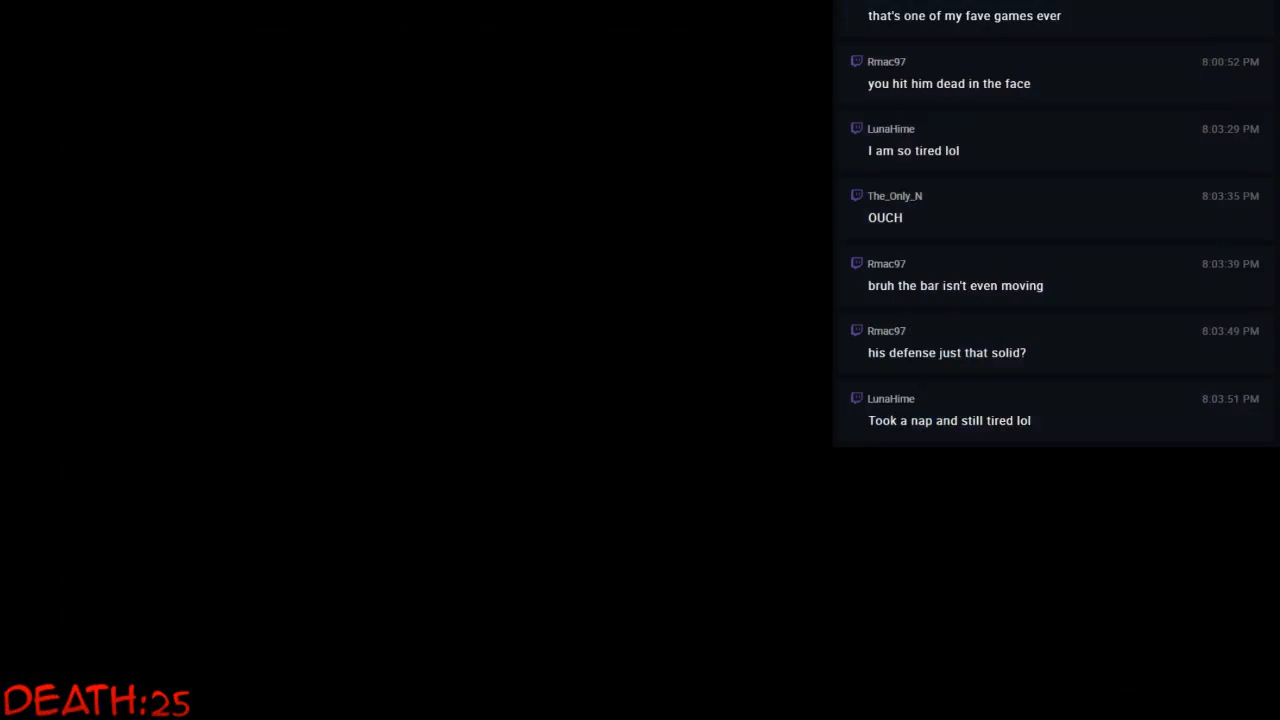 that's one of my fave games ever
Rmac97 8:00:52 PM
you hit him dead in the face
LunaHime 8:03:29 PM
I am so tired lol
The_Only_N 8:03:35 PM
OUCH
Rmac97 8:03:39 PM
bruh the bar isn't even moving
Rmac97 8:03:49 PM
his defense just that solid?
LunaHime 8:03:51 PM
Took a nap and still tired lol
DEATH:25